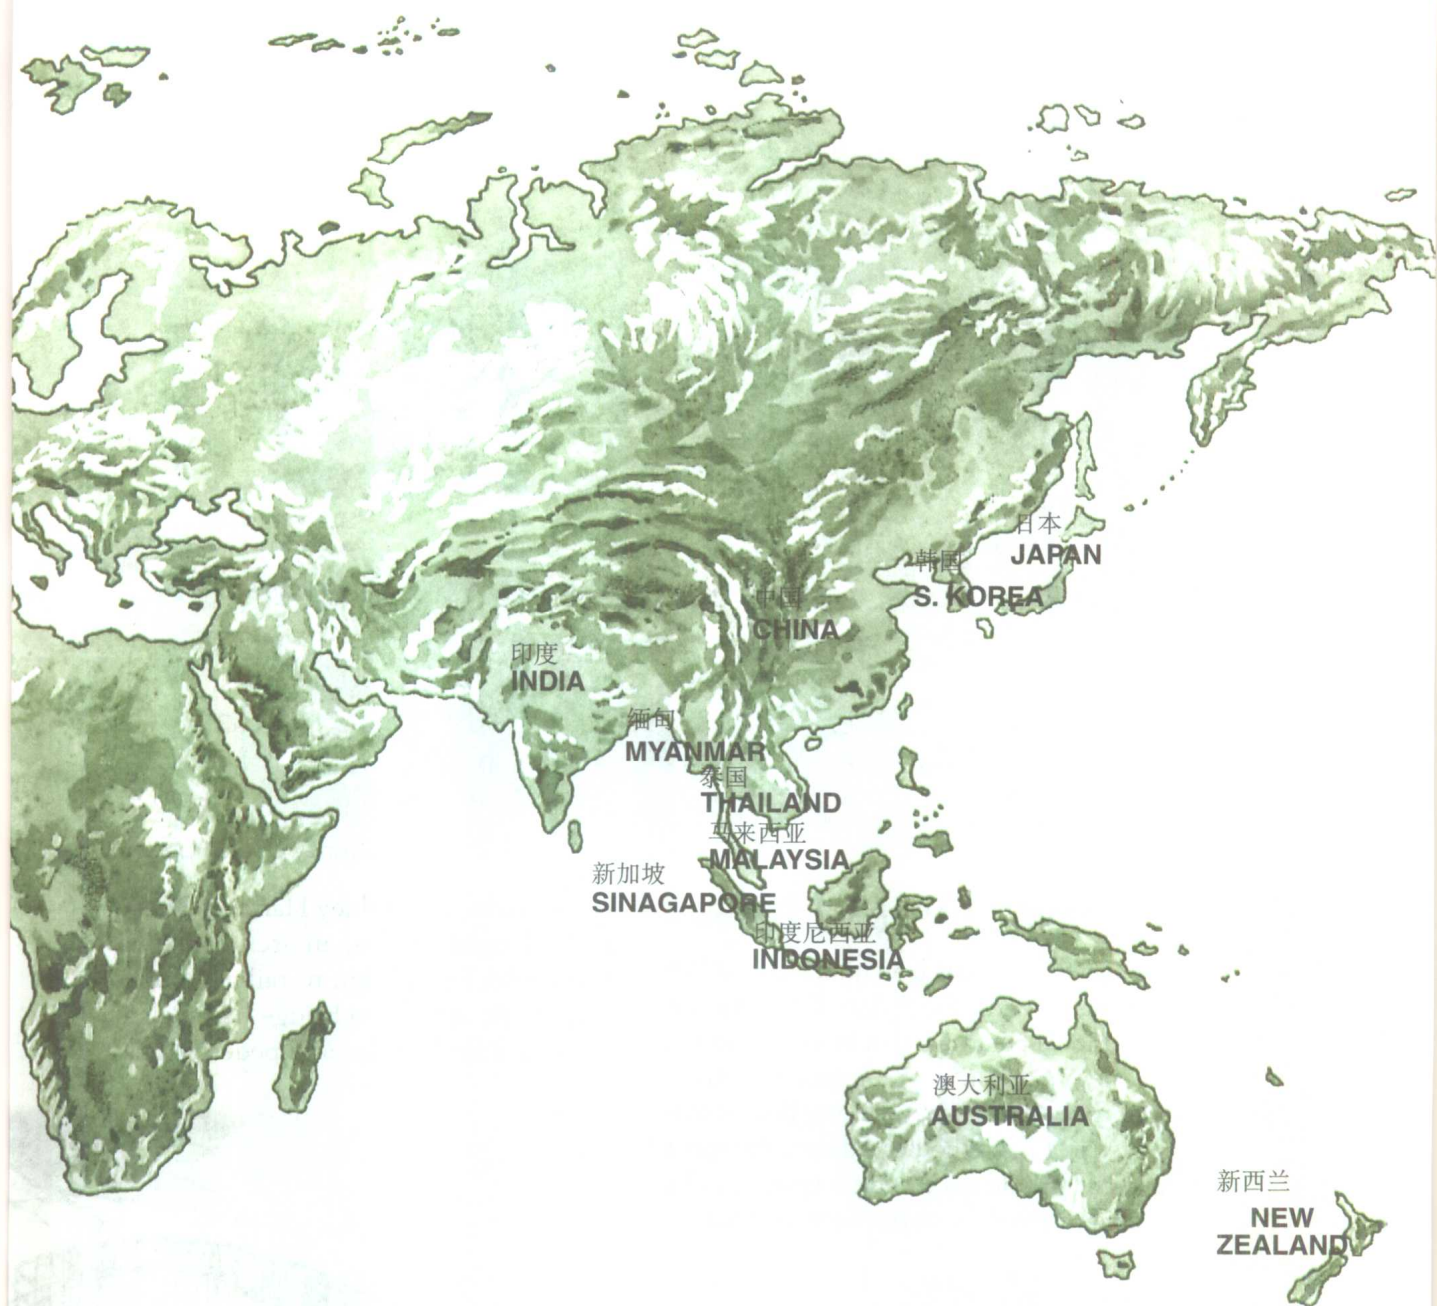 日本
JAPAN
韩国
S. KOREA
中国
CHINA
印度
INDIA
缅甸
MYANMAR
泰国
THAILAND
马来西亚
MALAYSIA
新加坡
SINAGAPORE
印度尼西亚
INDONESIA
澳大利亚
AUSTRALIA
新西兰
NEW
ZEALAND